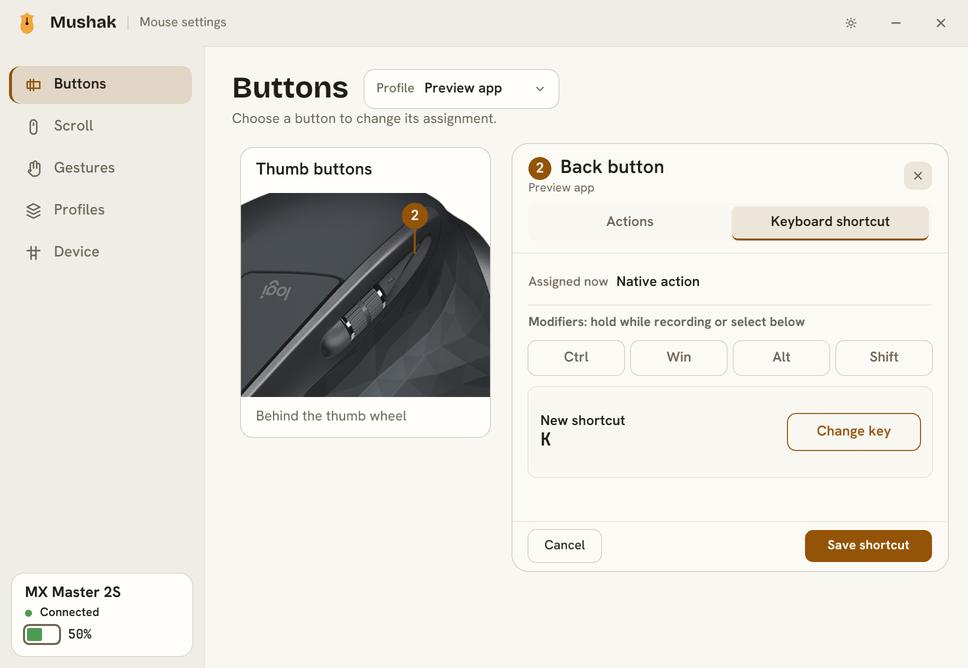 Mushak
Mouse settings
Buttons
Scroll
Gestures
Profiles
Device
MX Master 2S
Connected
50%
Buttons
Profile Preview app
Choose a button to change its assignment.
Thumb buttons
2
logi
Behind the thumb wheel
2 Back button
Preview app
Actions
Keyboard shortcut
Assigned now Native action
Modifiers: hold while recording or select below
Ctrl
Win
Alt
Shift
New shortcut
K
Change key
Cancel
Save shortcut